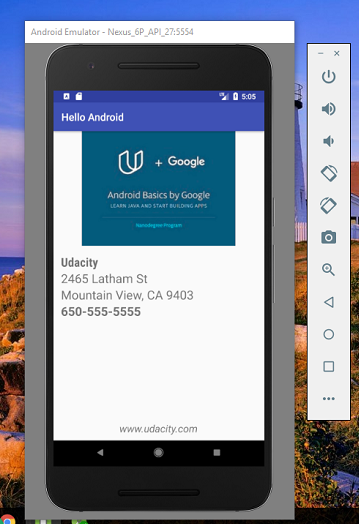 Android Emulator - Nexus_6P_API_27:5554
5:05
Hello Android
+ Google
Android Basics by Google
LEARN JAVA AND START BUILDING APPS
Nanodegree Program
Udacity
2465 Latham St
Mountain View, CA 9403
650-555-5555
www.udacity.com